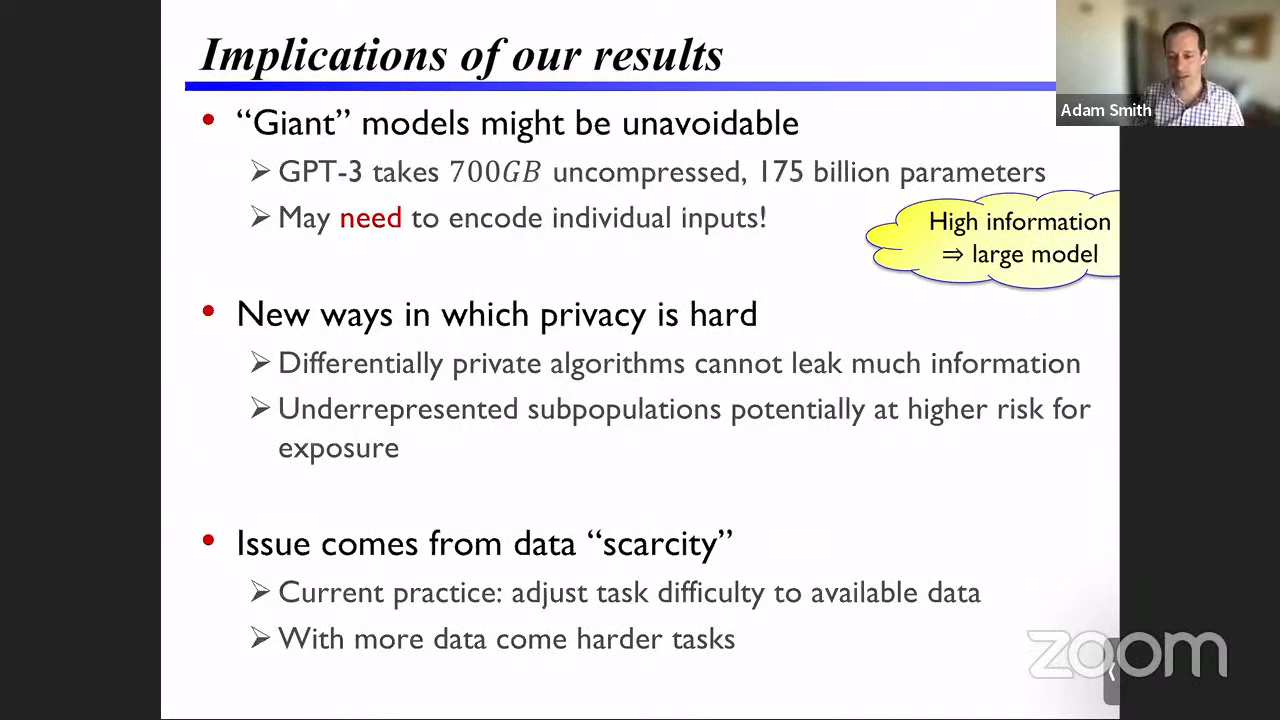 Implications of our results
Adam Smith
• “Giant” models might be unavoidable
➢ GPT-3 takes 700GB uncompressed, 175 billion parameters
➢ May need to encode individual inputs!
High information
⇒ large model
• New ways in which privacy is hard
➢ Differentially private algorithms cannot leak much information
➢ Underrepresented subpopulations potentially at higher risk for
exposure
• Issue comes from data “scarcity”
➢ Current practice: adjust task difficulty to available data
➢ With more data come harder tasks
zoom